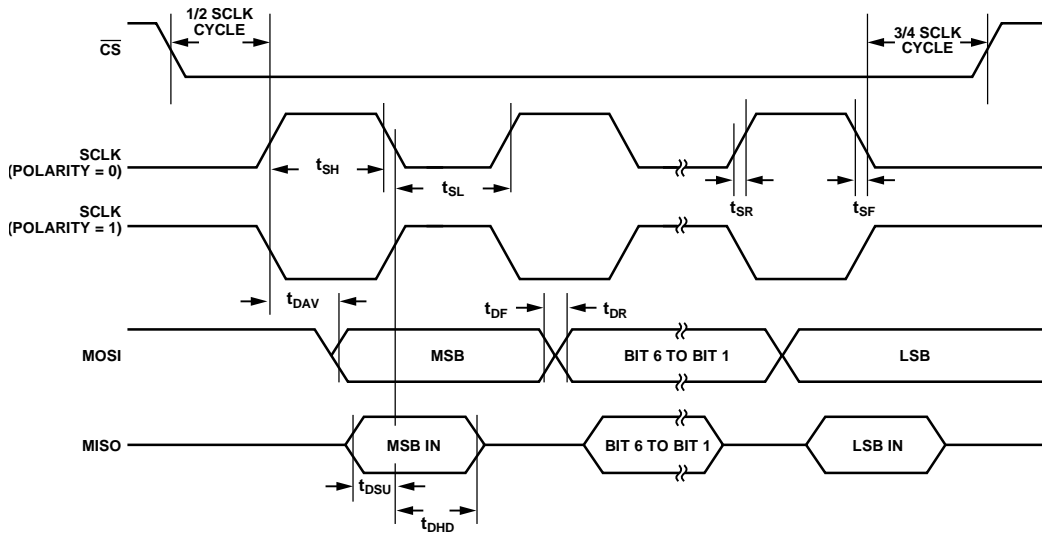 1/2 SCLK
CYCLE
3/4 SCLK
CYCLE
CS
SCLK
(POLARITY = 0)
tSH
tSL
tSR
tSF
SCLK
(POLARITY = 1)
tDAV
tDF
tDR
MOSI
MSB
BIT 6 TO BIT 1
LSB
MISO
MSB IN
BIT 6 TO BIT 1
LSB IN
tDSU
tDHD